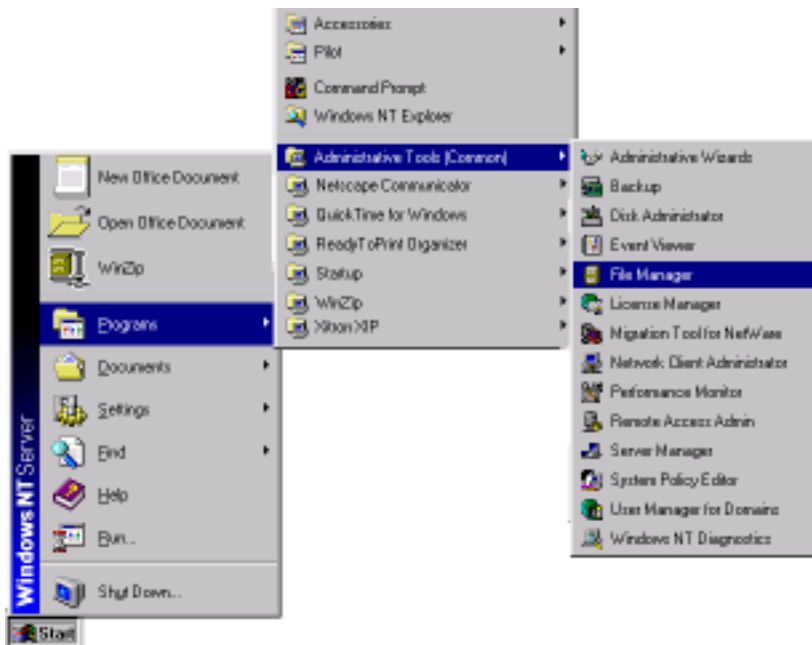 Accessories
Pilot
Command Prompt
Windows NT Explorer
Administrative Tools (Common)
Netscape Communicator
QuickTime for Windows
ReadyToPrint Organizer
Startup
WinZip
Xitron XIP
Administrative Wizards
Backup
Disk Administrator
Event Viewer
File Manager
License Manager
Migration Tool for NetWare
Network Client Administrator
Performance Monitor
Remote Access Admin
Server Manager
System Policy Editor
User Manager for Domains
Windows NT Diagnostics
New Office Document
Open Office Document
WinZip
Programs
Documents
Settings
Find
Help
Run...
Shut Down...
Windows NT Server
Start